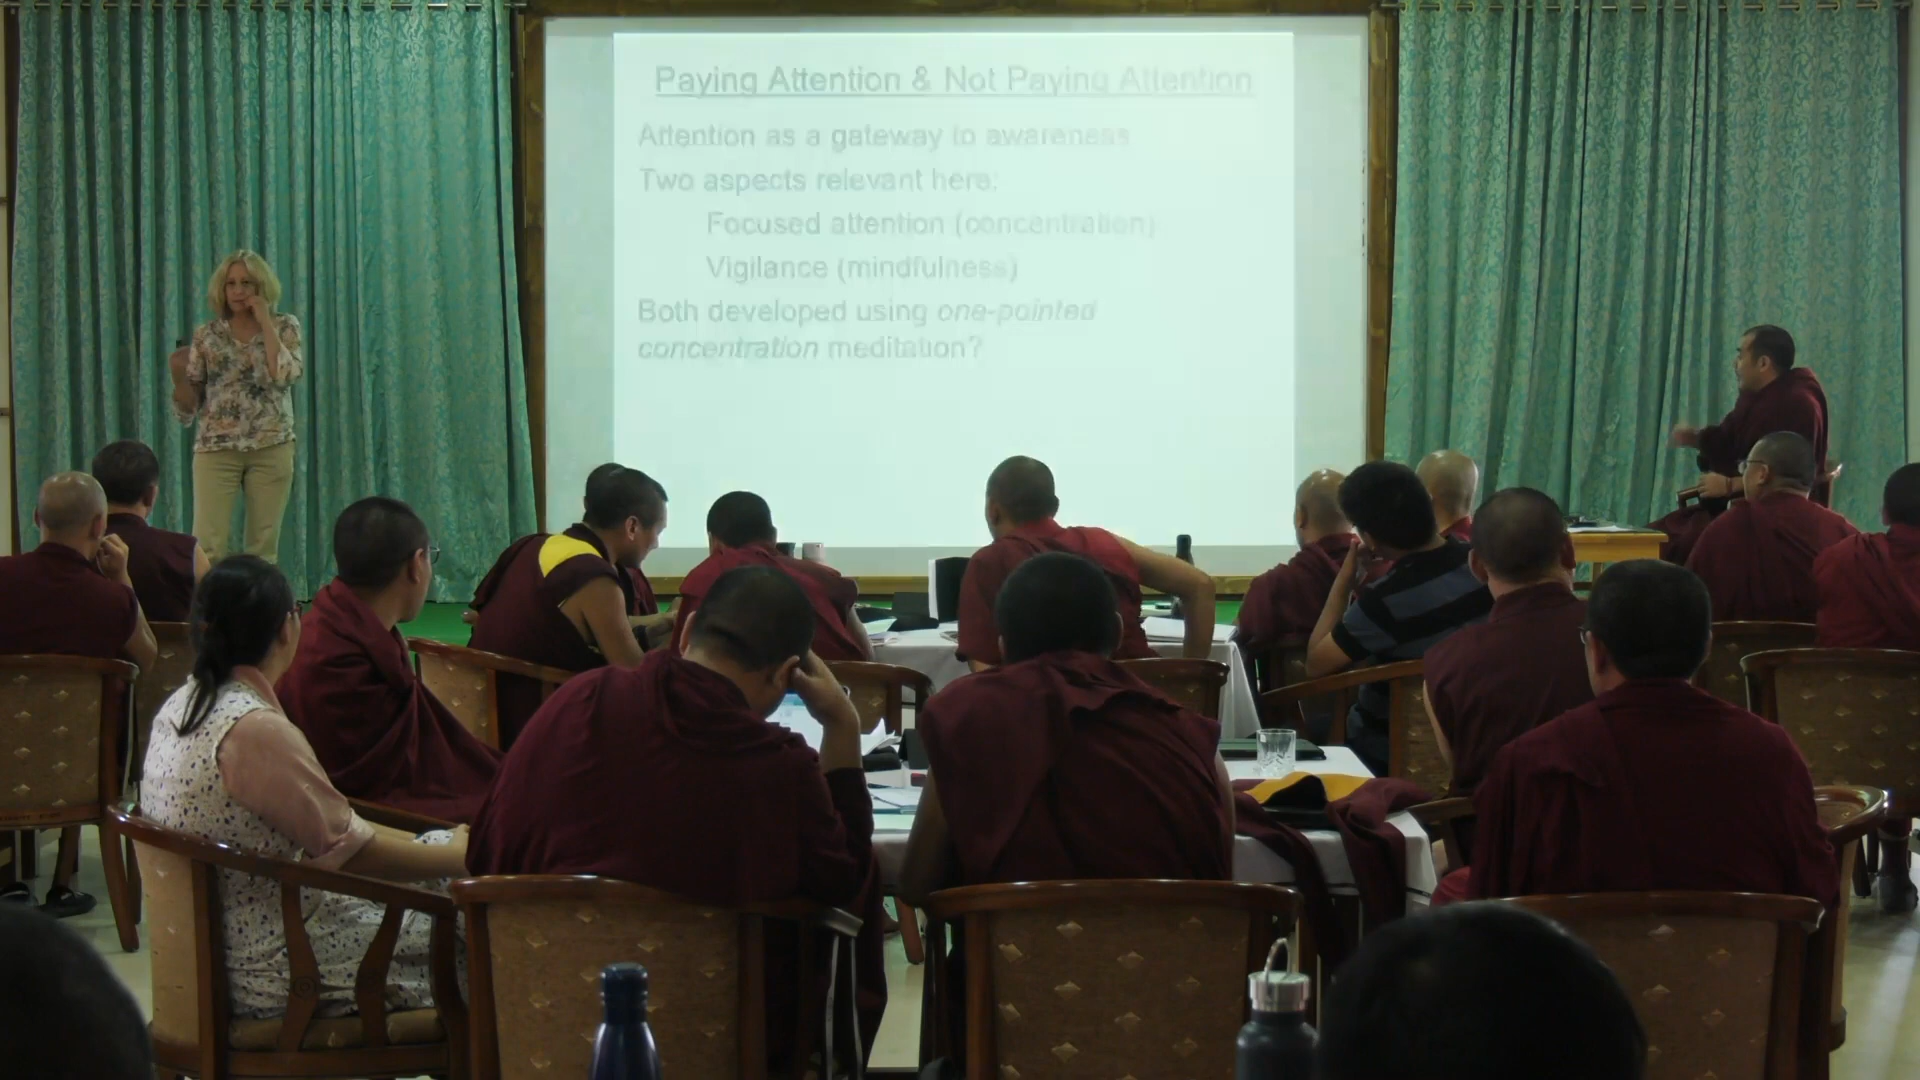 Paying Attention & Not Paying Attention
Attention as a gateway to awareness
Two aspects relevant here:
Focused attention (concentration)
Vigilance (mindfulness)
Both developed using one-pointed
concentration meditation?